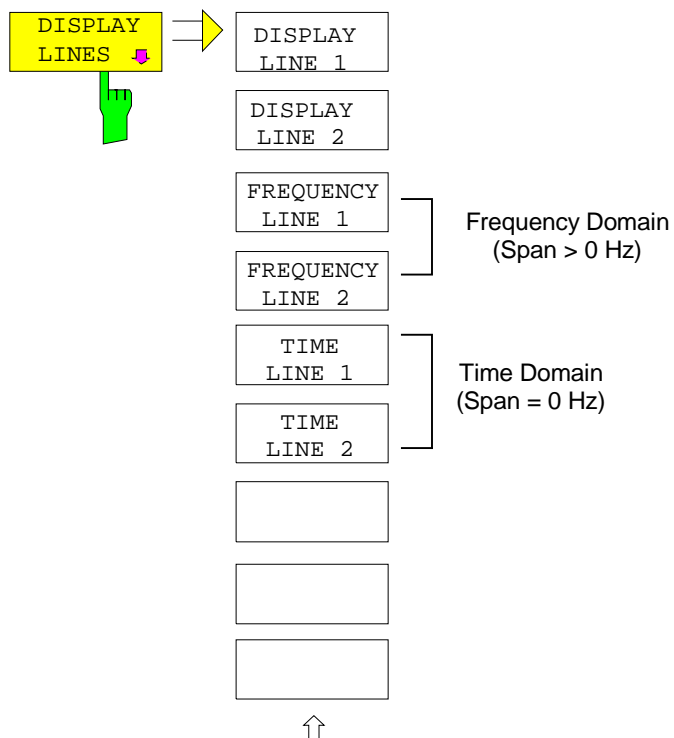 DISPLAY
LINES
DISPLAY
LINE 1
DISPLAY
LINE 2
FREQUENCY
LINE 1
FREQUENCY
LINE 2
Frequency Domain
(Span > 0 Hz)
TIME
LINE 1
TIME
LINE 2
Time Domain
(Span = 0 Hz)